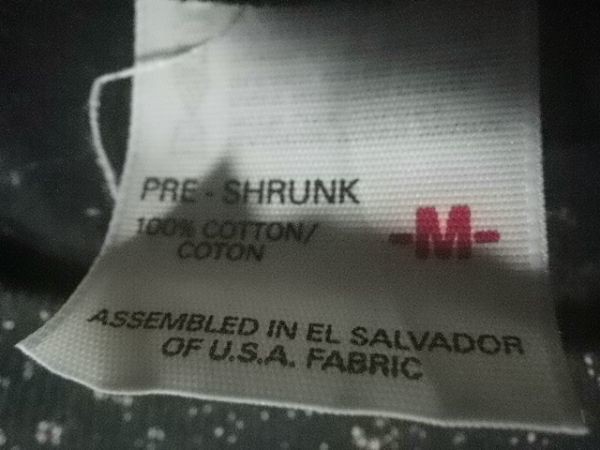 PRE-SHRUNK
100% COTTON/
COTON
-M-
ASSEMBLED IN EL SALVADOR
OF U.S.A. FABRIC